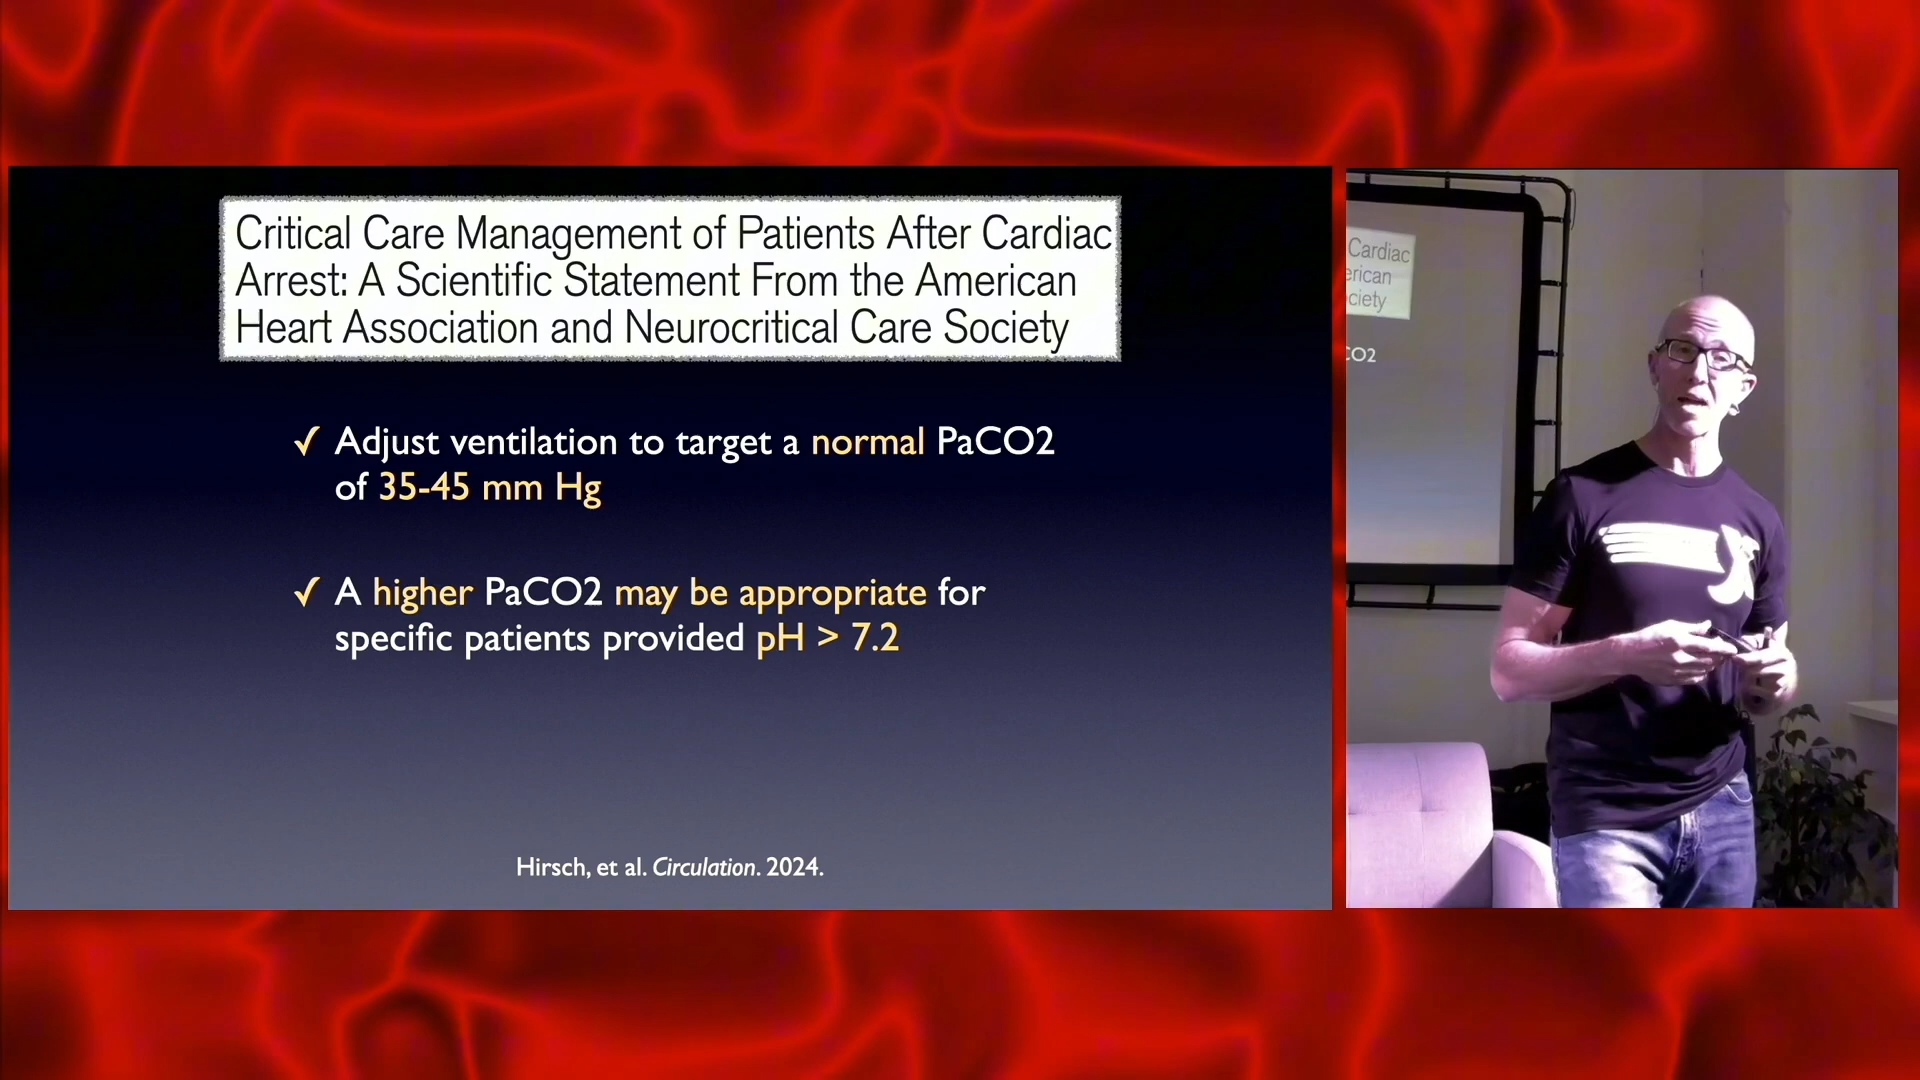 Critical Care Management of Patients After Cardiac
Arrest: A Scientific Statement From the American
Heart Association and Neurocritical Care Society
✓ Adjust ventilation to target a normal PaCO2
of 35-45 mm Hg
✓ A higher PaCO2 may be appropriate for
specific patients provided pH > 7.2
Hirsch, et al. Circulation. 2024.
Cardiac
erican
ociety
CO2